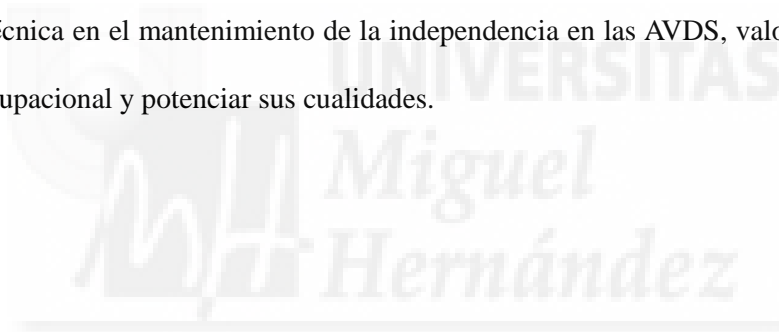 écnica en el mantenimiento de la independencia en las AVDS, valo
upacional y potenciar sus cualidades.
UNIVERSITAS
Miguel
Hernández